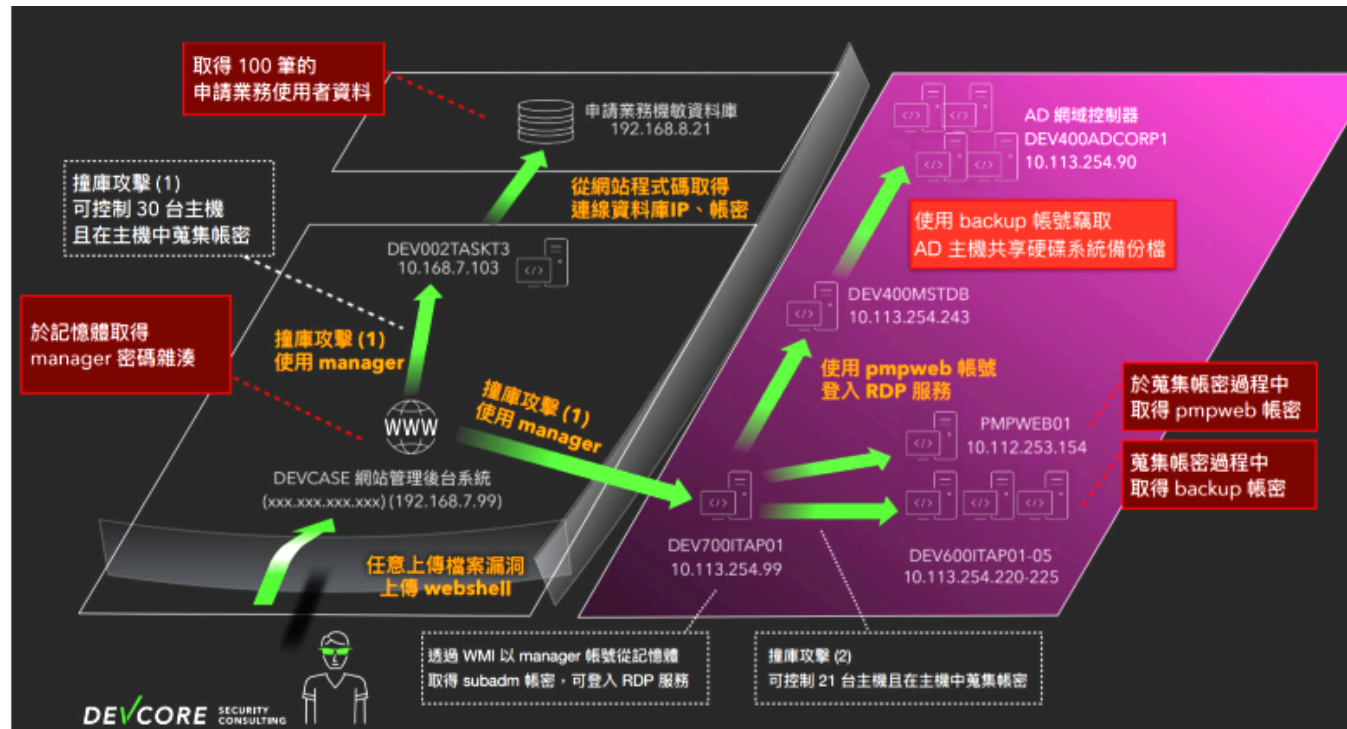 取得 100 筆的
申請業務使用者資料
申請業務機敏資料庫
192.168.8.21
AD 網域控制器
DEV400ADCORP1
10.113.254.90
撞庫攻擊 (1)
可控制 30 台主機
且在主機中蒐集帳密
從網站程式碼取得
連線資料庫IP、帳密
使用 backup 帳號竊取
AD 主機共享硬碟系統備份檔
DEV002TASKT3
10.168.7.103
DEV400MSTDB
10.113.254.243
於記憶體取得
manager 密碼雜湊
撞庫攻擊 (1)
使用 manager
撞庫攻擊 (1)
使用 manager
使用 pmpweb 帳號
登入 RDP 服務
於蒐集帳密過程中
取得 pmpweb 帳密
WWW
PMPWEB01
10.112.253.154
蒐集帳密過程中
取得 backup 帳密
DEVCASE 網站管理後台系統
(xxx.xxx.xxx.xxx) (192.168.7.99)
DEV700ITAP01
10.113.254.99
DEV600ITAP01-05
10.113.254.220-225
任意上傳檔案漏洞
上傳 webshell
透過 WMI 以 manager 帳號從記憶體
取得 subadm 帳密，可登入 RDP 服務
撞庫攻擊 (2)
可控制 21 台主機且在主機中蒐集帳密
DEVCORE SECURITY
CONSULTING